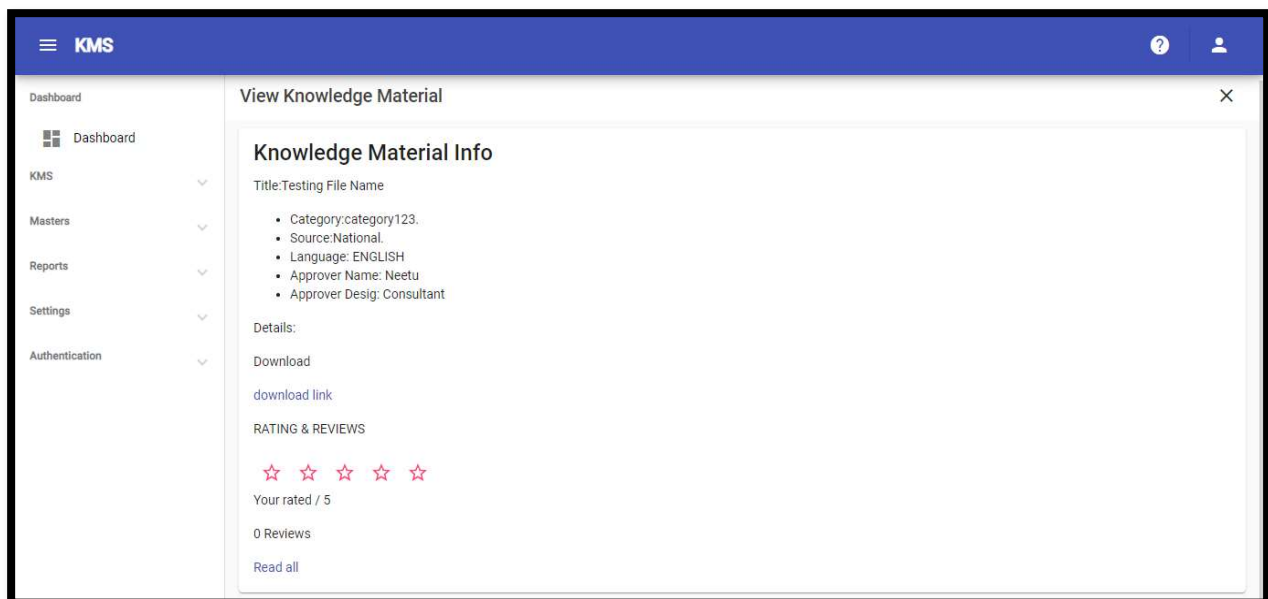 KMS
Dashboard
Dashboard
KMS
Masters
Reports
Settings
Authentication
View Knowledge Material
Knowledge Material Info
Title:Testing File Name
Category:category123.
Source:National.
Language: ENGLISH
Approver Name: Neetu
Approver Desig: Consultant
Details:
Download
download link
RATING & REVIEWS
Your rated / 5
0 Reviews
Read all